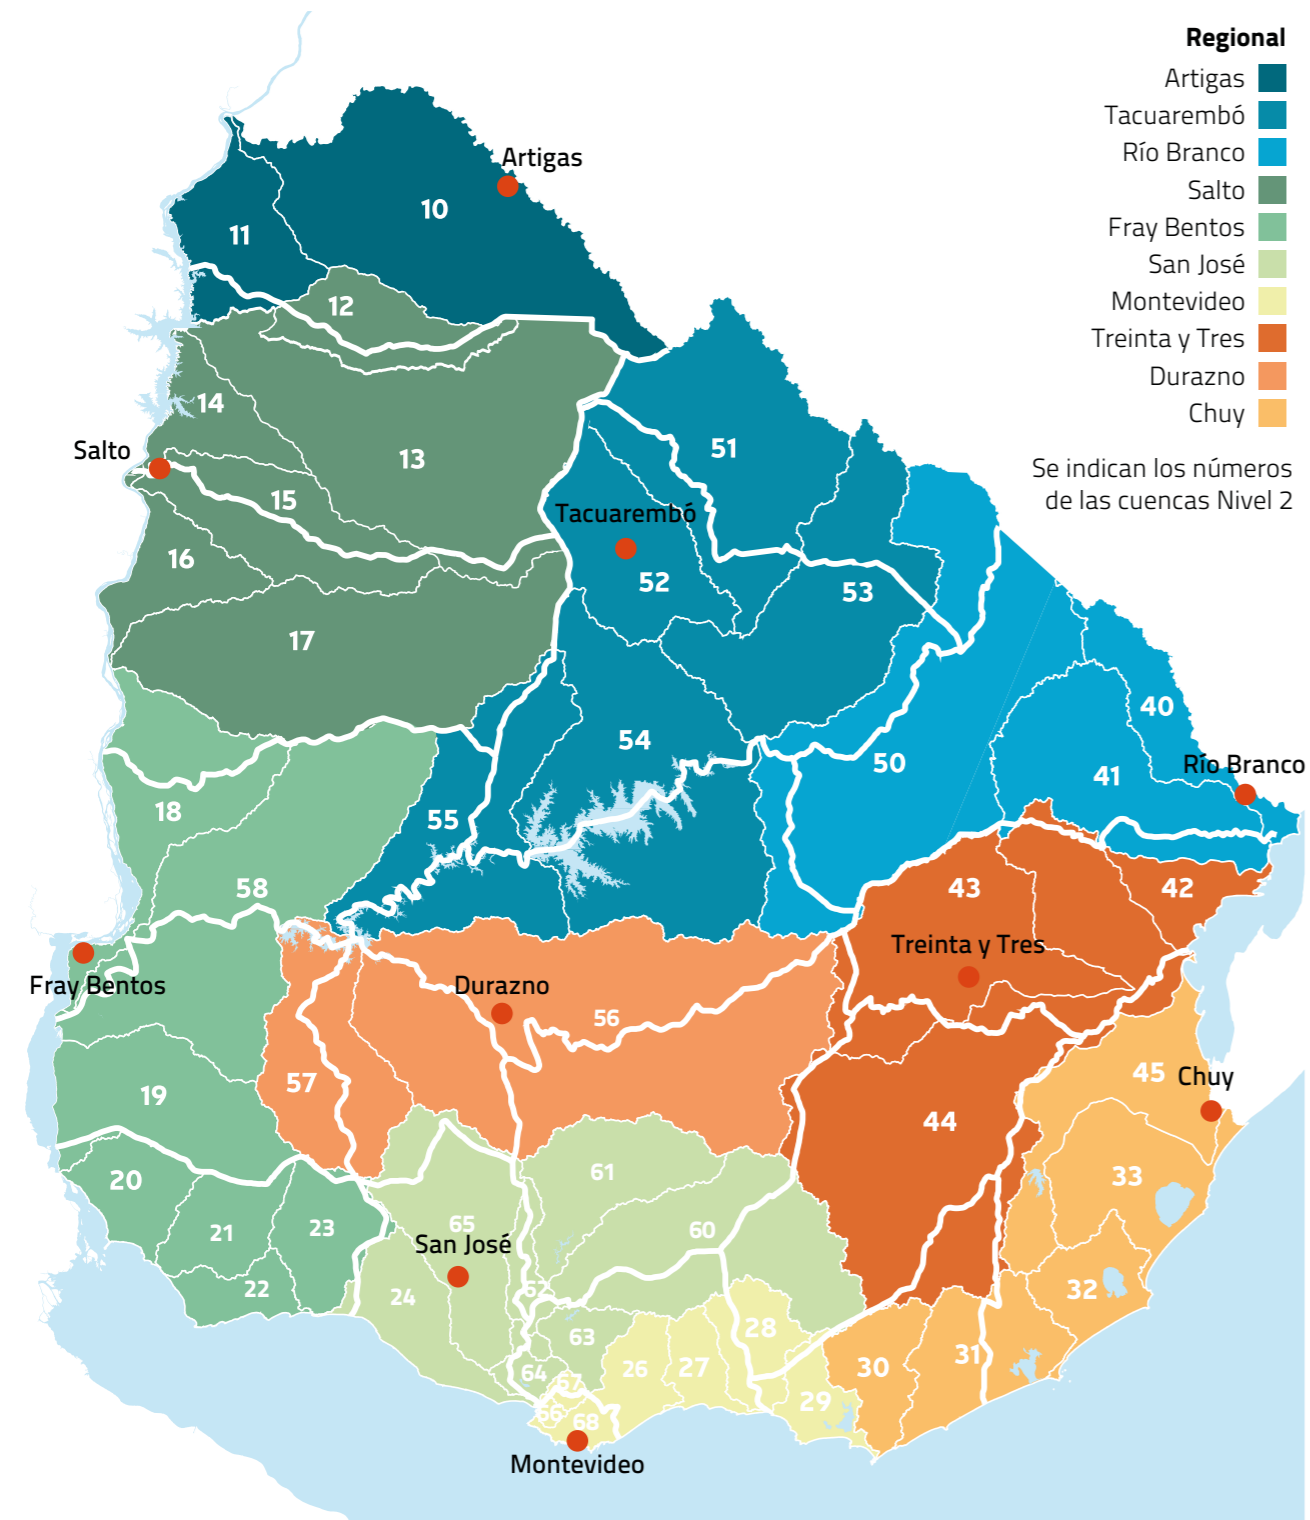 Regional
Artigas
Tacuarembó
Río Branco
Salto
Fray Bentos
San José
Montevideo
Treinta y Tres
Durazno
Chuy
Se indican los números
de las cuencas Nivel 2
Artigas
10
11
12
14
51
Salto
13
15
Tacuarembó
16
52
53
17
40
54
50
Río Branco
41
18
55
58
43
42
Treinta y Tres
Fray Bentos
Durazno
56
45
Chuy
57
19
44
61
33
20
65
60
21
23
San José
22
24
62
32
63
28
31
30
26
27
64
67
29
66
68
Montevideo